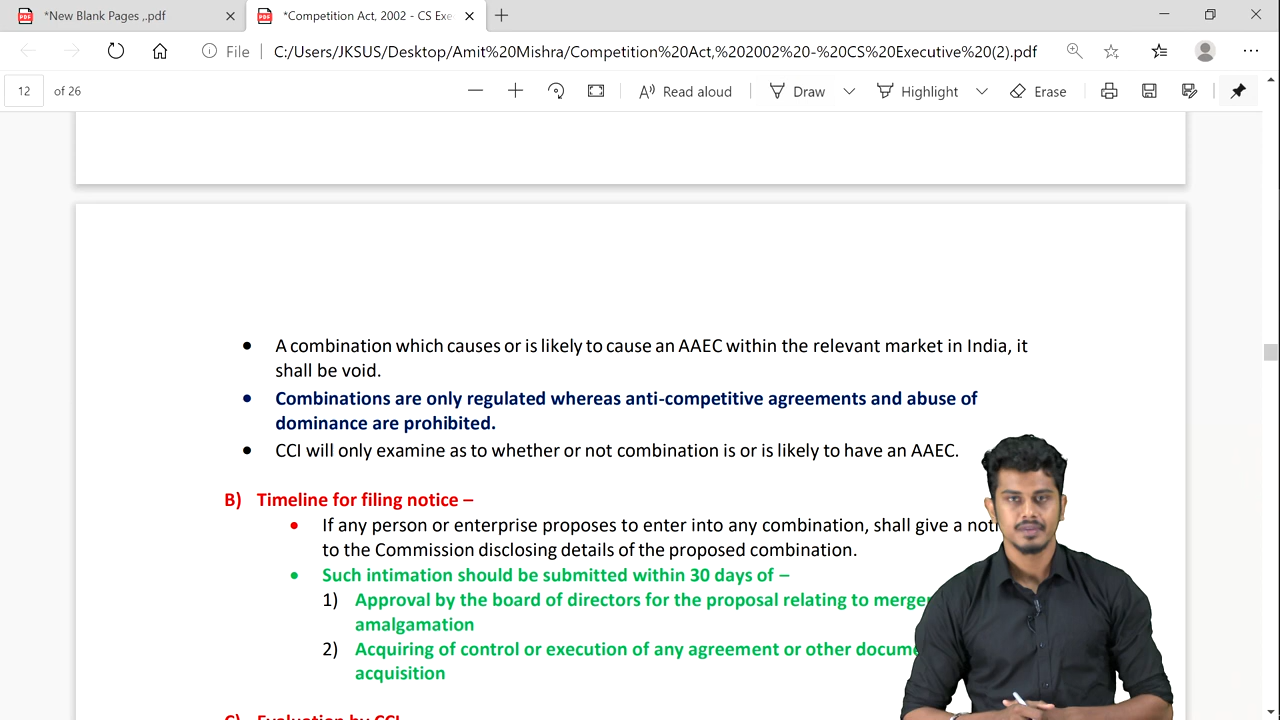 *New Blank Pages ,.pdf
*Competition Act, 2002 - CS Exe
File
C:/Users/JKSUS/Desktop/Amit%20Mishra/Competition%20Act,%202002%20-%20CS%20Executive%20(2).pdf
12 of 26
Read aloud
Draw
Highlight
Erase
• A combination which causes or is likely to cause an AAEC within the relevant market in India, it
shall be void.
• Combinations are only regulated whereas anti-competitive agreements and abuse of
dominance are prohibited.
• CCI will only examine as to whether or not combination is or is likely to have an AAEC.
B) Timeline for filing notice –
• If any person or enterprise proposes to enter into any combination, shall give a
to the Commission disclosing details of the proposed combination.
• Such intimation should be submitted within 30 days of –
1) Approval by the board of directors for the proposal relating to
amalgamation
2) Acquiring of control or execution of any agreement or other
acquisition
C) Evaluation by CCI